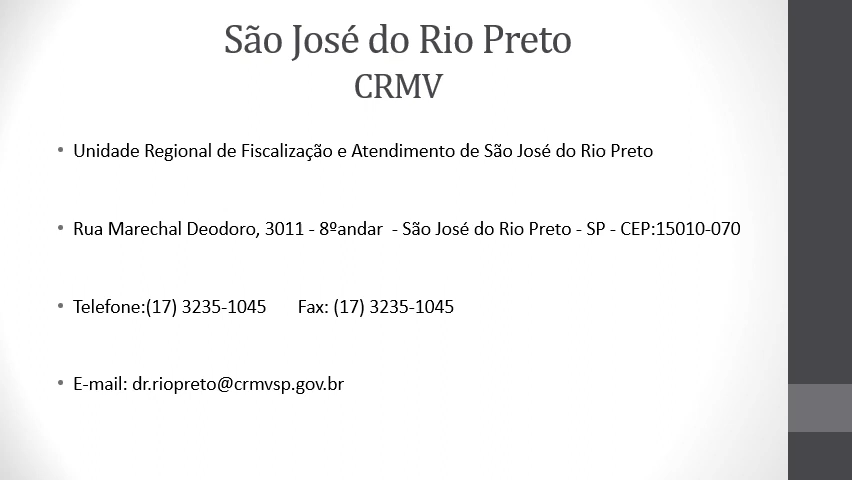 São José do Rio Preto
CRMV
• Unidade Regional de Fiscalização e Atendimento de São José do Rio Preto
• Rua Marechal Deodoro, 3011 - 8ºandar  - São José do Rio Preto - SP - CEP:15010-070
• Telefone:(17) 3235-1045      Fax: (17) 3235-1045
• E-mail: dr.riopreto@crmvsp.gov.br